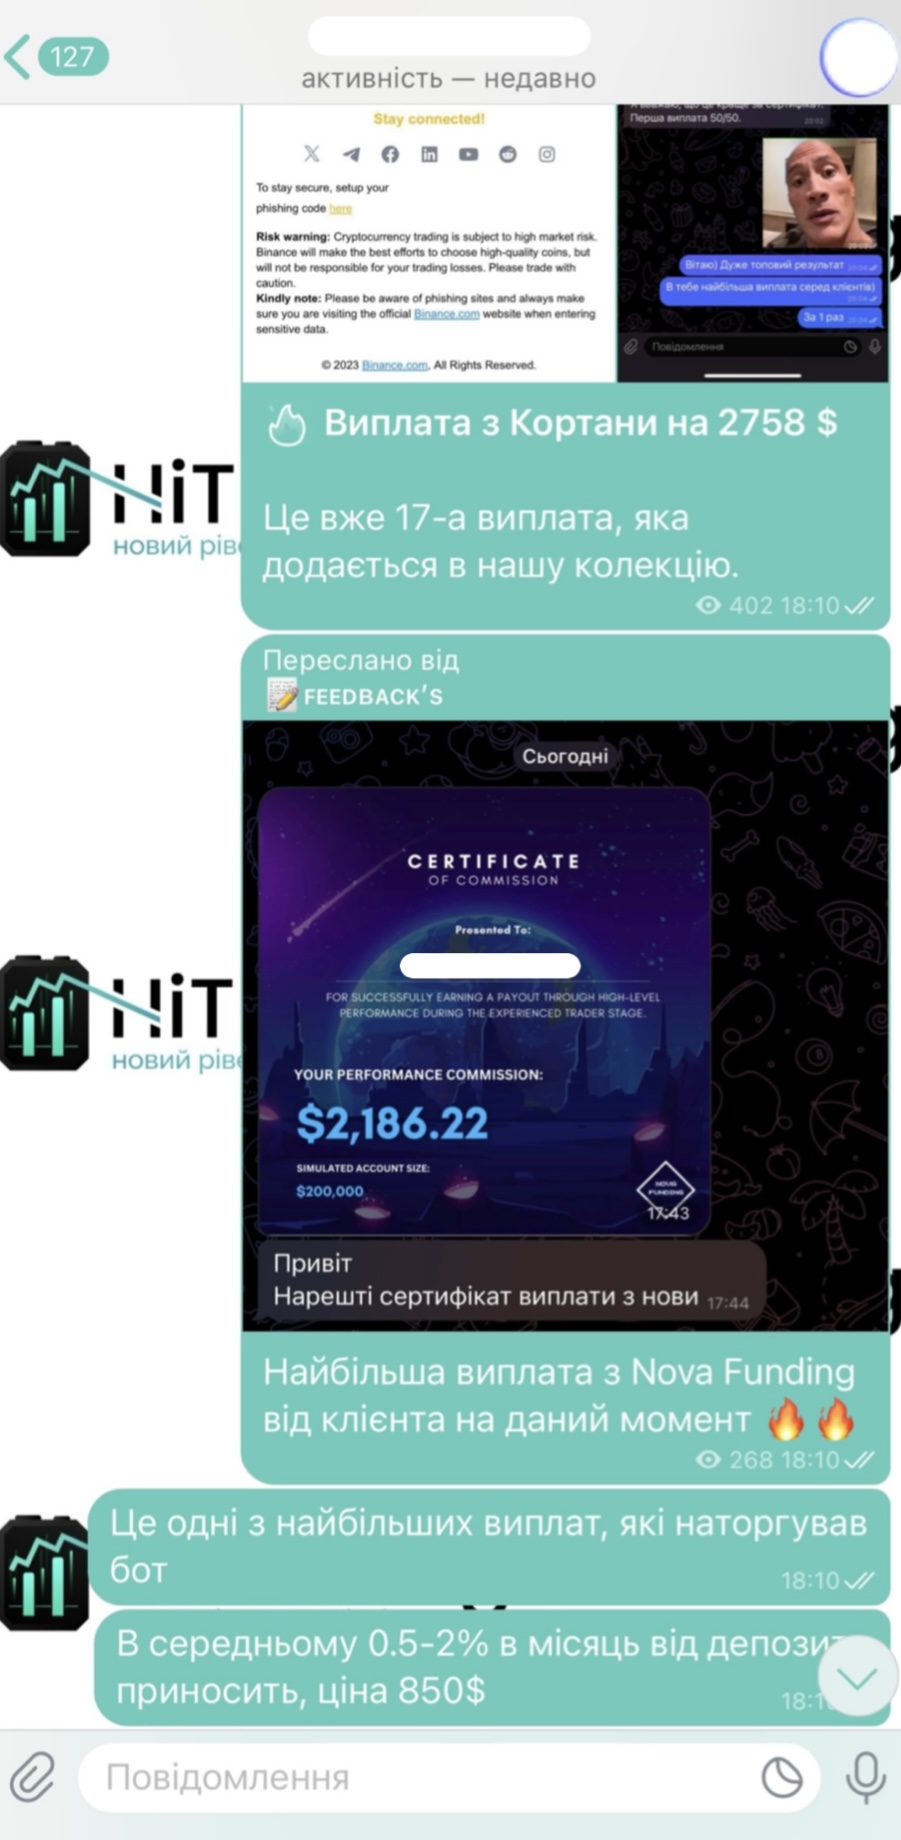 127
активність — недавно
Stay connected!
To stay secure, setup your
phishing code here
Risk warning: Cryptocurrency trading is subject to high market risk.
Binance will make the best efforts to choose high-quality coins, but
will not be responsible for your trading losses. Please trade with
caution.
Kindly note: Please be aware of phishing sites and always make
sure you are visiting the official Binance.com website when entering
sensitive data.
© 2023 Binance.com, All Rights Reserved.
Перша виплата 50/50.
20:02
Вітаю) Дуже топовий результат
В тебе найбільша виплата серед клієнтів)
За 1 раз
Повідомлення
Виплата з Кортани на 2758 $
Це вже 17-а виплата, яка
додається в нашу колекцію.
402 18:10
HiT
новий рів
Переслано від
FEEDBACK'S
Сьогодні
CERTIFICATE
OF COMMISSION
Presented To:
FOR SUCCESSFULLY EARNING A PAYOUT THROUGH HIGH-LEVEL
PERFORMANCE DURING THE EXPERIENCED TRADER STAGE.
YOUR PERFORMANCE COMMISSION:
$2,186.22
SIMULATED ACCOUNT SIZE:
$200,000
NOVA
FUNDING
17:43
Привіт
Нарешті сертифікат виплати з нови 17:44
HiT
новий рів
Найбільша виплата з Nova Funding
від клієнта на даний момент
268 18:10
Це одні з найбільших виплат, які наторгував
бот
18:10
В середньому 0.5-2% в місяць від депозит
приносить, ціна 850$
18:1
Повідомлення